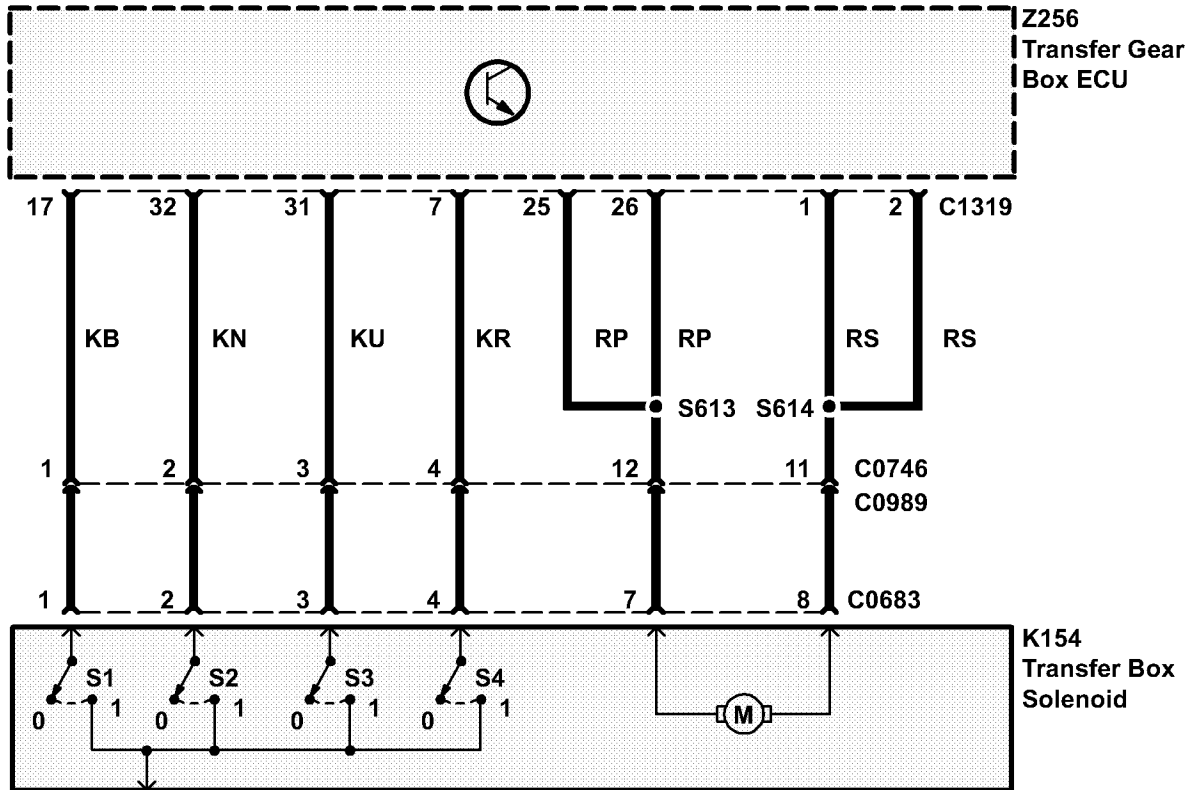 Z256
Transfer Gear
Box ECU
17 32 31 7 25 26 1 2 C1319
KB KN KU KR RP RP RS RS
S613 S614
1 2 3 4 12 11 C0746
C0989
1 2 3 4 7 8 C0683
K154
Transfer Box
Solenoid
S1 S2 S3 S4
0 1 0 1 0 1 0 1
M